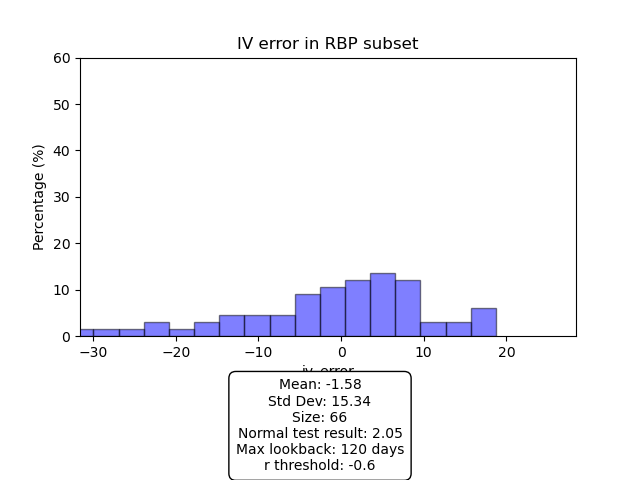 IV error in RBP subset
60
50
40
30
20
10
0
Percentage (%)
−30 −20 −10 0 10 20
iv_error
Mean: -1.58
Std Dev: 15.34
Size: 66
Normal test result: 2.05
Max lookback: 120 days
r threshold: -0.6